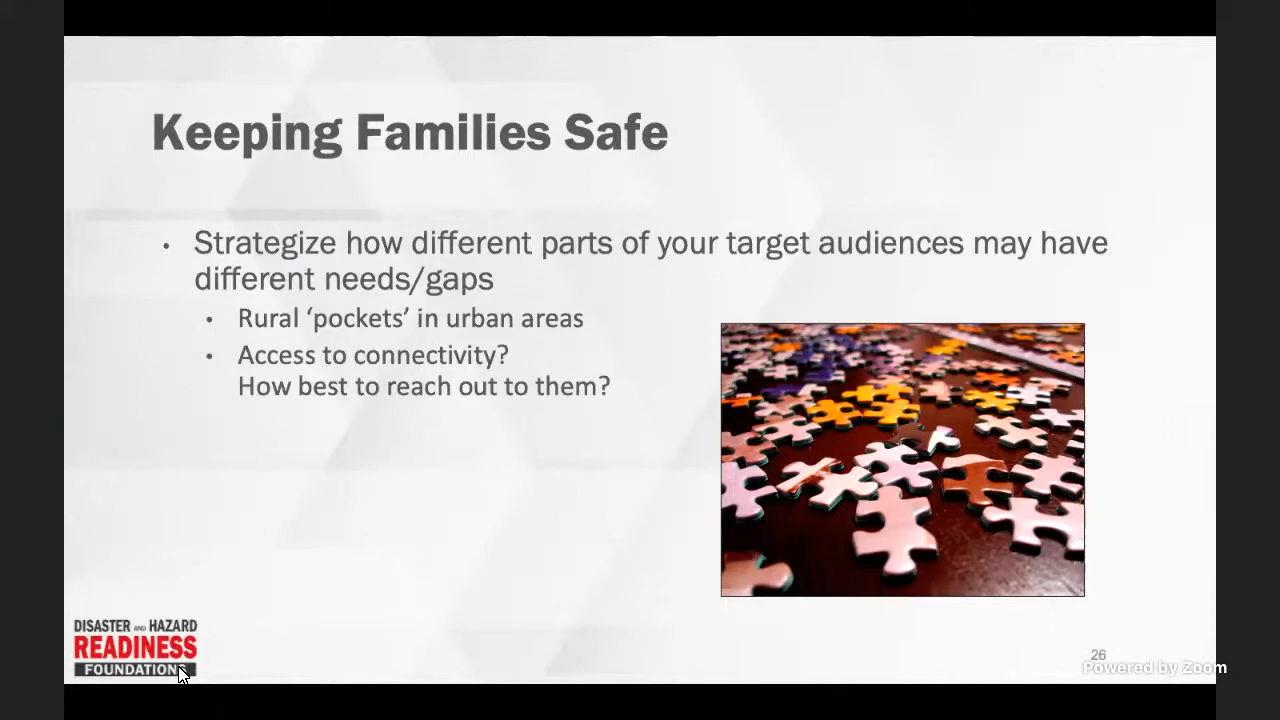 Keeping Families Safe
• Strategize how different parts of your target audiences may have
different needs/gaps
• Rural ‘pockets’ in urban areas
• Access to connectivity?
How best to reach out to them?
DISASTER AND HAZARD
READINESS
FOUNDATIONS
26
Powered by Zoom